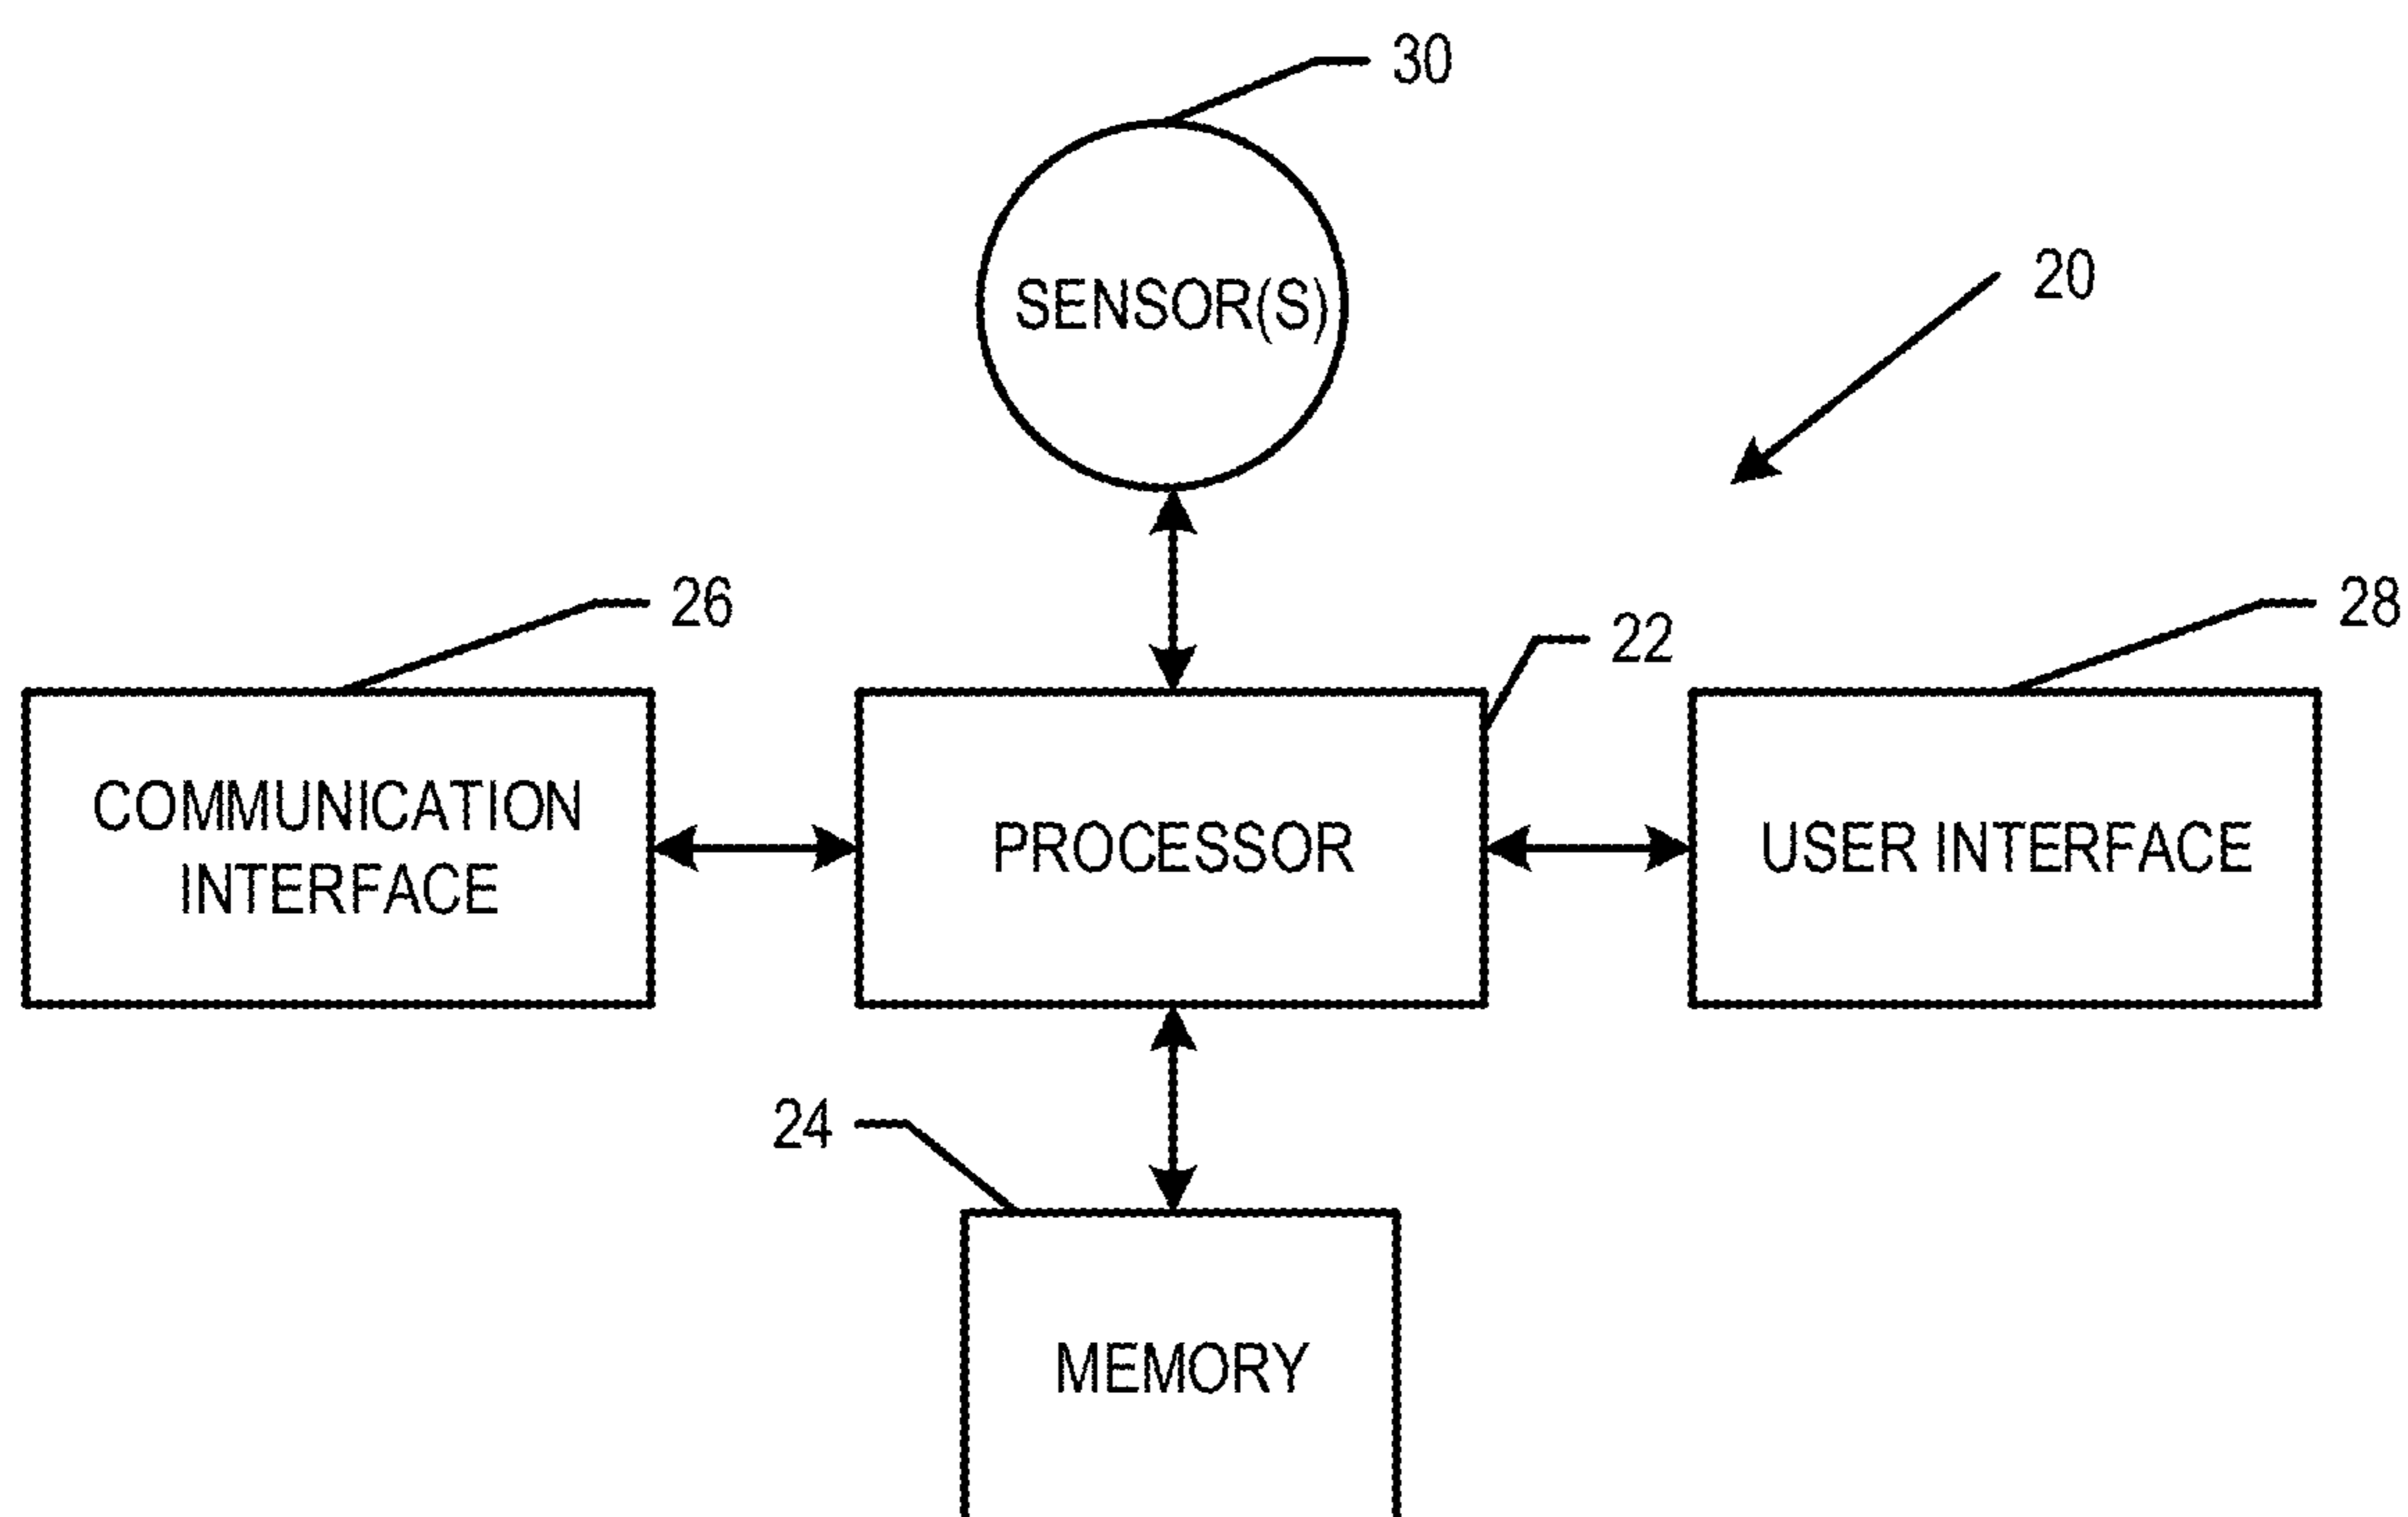 30
SENSOR(S)
20
26
22
28
COMMUNICATION
INTERFACE
PROCESSOR
USER INTERFACE
24
MEMORY